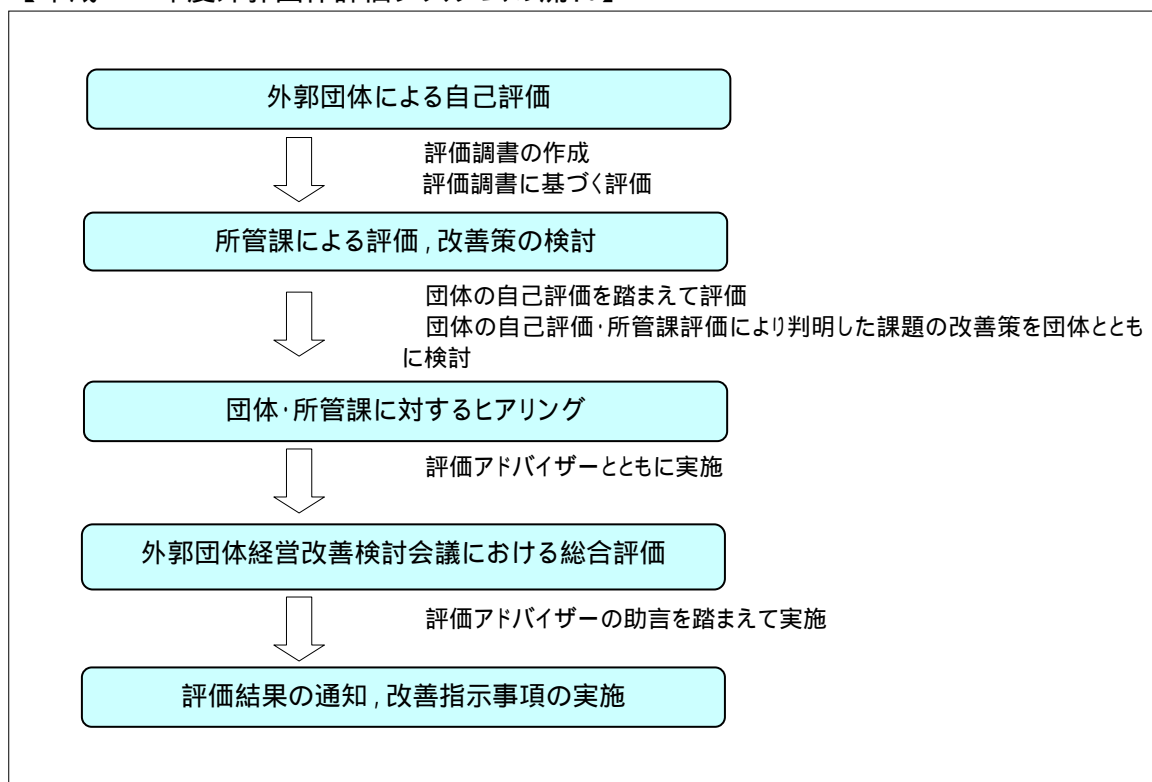 外郭団体による自己評価
評価調書の作成
評価調書に基づく評価
所管課による評価,改善策の検討
団体の自己評価を踏まえて評価
団体の自己評価・所管課評価により判明した課題の改善策を団体ととも
に検討
団体・所管課に対するヒアリング
評価アドバイザーとともに実施
外郭団体経営改善検討会議における総合評価
評価アドバイザーの助言を踏まえて実施
評価結果の通知,改善指示事項の実施